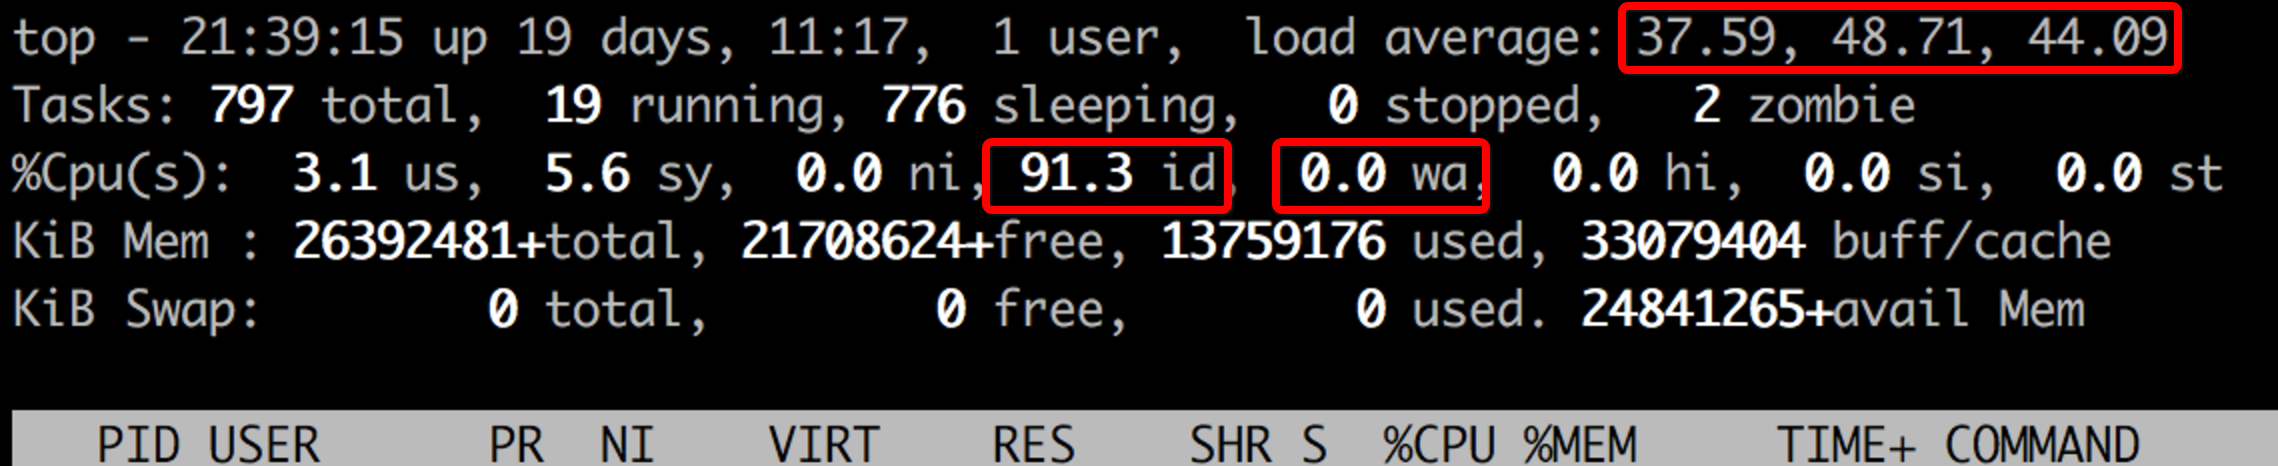 top - 21:39:15 up 19 days, 11:17,  1 user,  load average: 37.59, 48.71, 44.09
Tasks: 797 total,  19 running, 776 sleeping,   0 stopped,   2 zombie
%Cpu(s):  3.1 us,  5.6 sy,  0.0 ni, 91.3 id,  0.0 wa,  0.0 hi,  0.0 si,  0.0 st
KiB Mem : 26392481+total, 21708624+free, 13759176 used, 33079404 buff/cache
KiB Swap:        0 total,        0 free,        0 used. 24841265+avail Mem
PID USER      PR  NI    VIRT    RES    SHR S  %CPU %MEM     TIME+ COMMAND